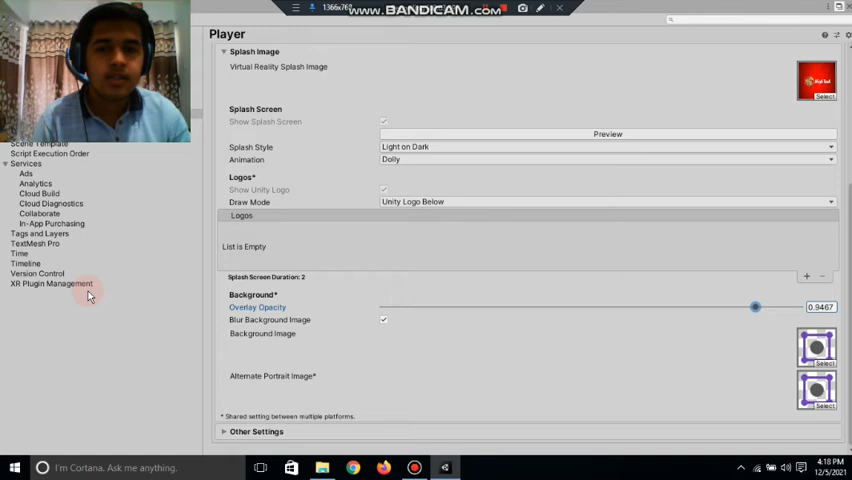 1366x768
www.BANDICAM.com
Player
Splash Image
Virtual Reality Splash Image
Select
Splash Screen
Show Splash Screen
Preview
Splash Style
Light on Dark
Animation
Dolly
Logos*
Show Unity Logo
Draw Mode
Unity Logo Below
Logos
List is Empty
Splash Screen Duration: 2
Background*
Overlay Opacity
0.9467
Blur Background Image
Background Image
Select
Alternate Portrait Image*
Select
* Shared setting between multiple platforms.
Other Settings
Scene Template
Script Execution Order
Services
Ads
Analytics
Cloud Build
Cloud Diagnostics
Collaborate
In-App Purchasing
Tags and Layers
TextMesh Pro
Time
Timeline
Version Control
XR Plugin Management
I'm Cortana. Ask me anything.
4:18 PM
12/5/2021